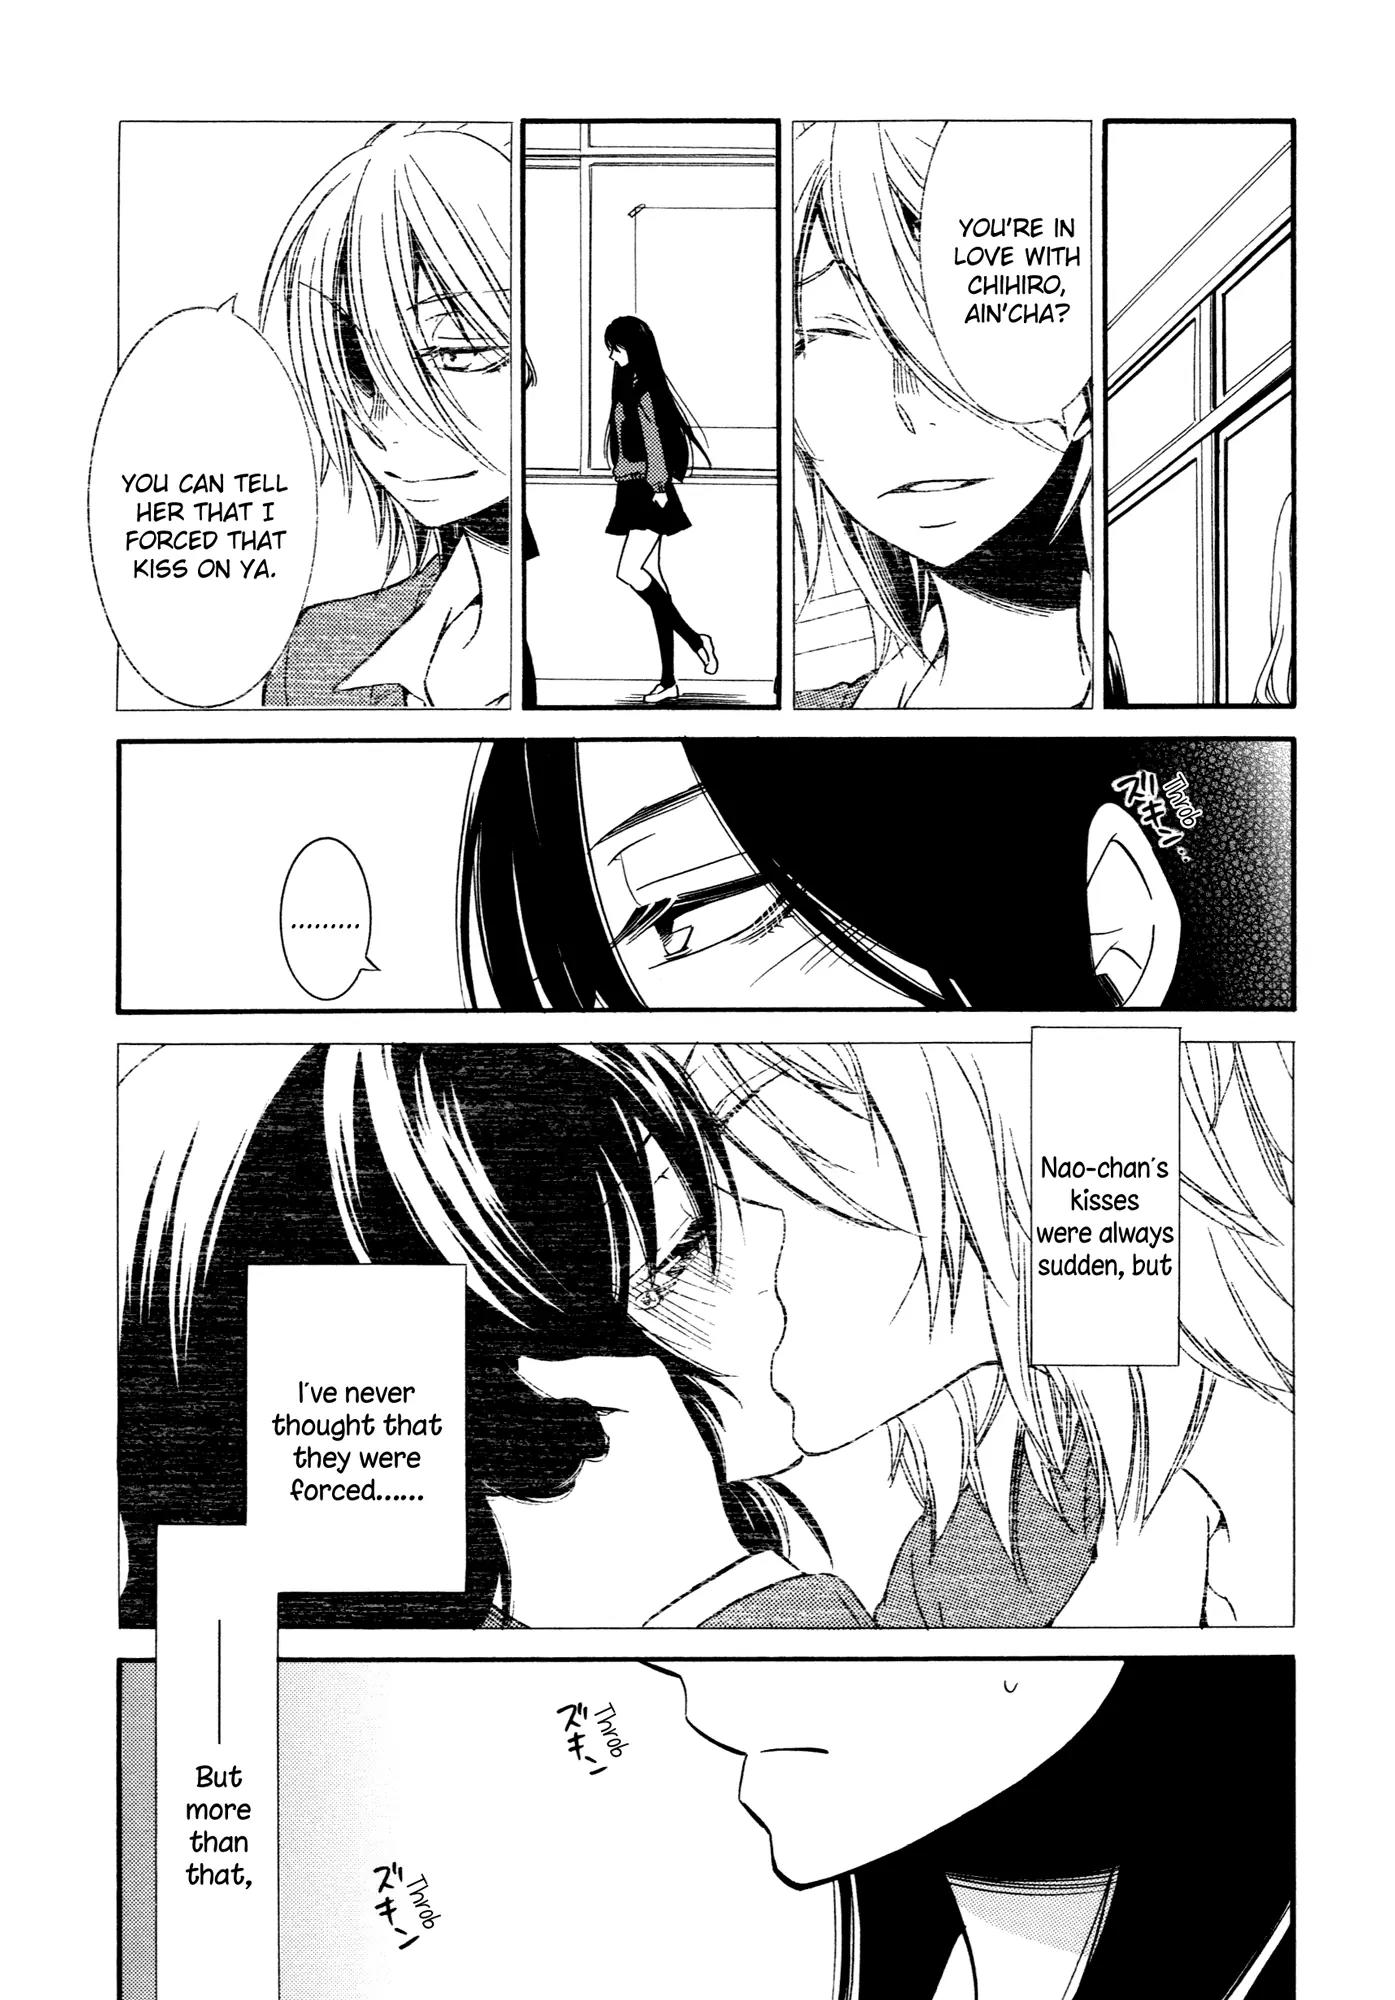 YOU'RE IN
LOVE WITH
CHIHIRO,
AIN'CHA?
YOU CAN TELL
HER THAT I
FORCED THAT
KISS ON YA.
Throb
ズキン…
.........
Nao-chan's
kisses
were always
sudden, but
I've never
thought that
they were
forced......
But
more
than
that,
Throb
ズキン
Throb
ズキン